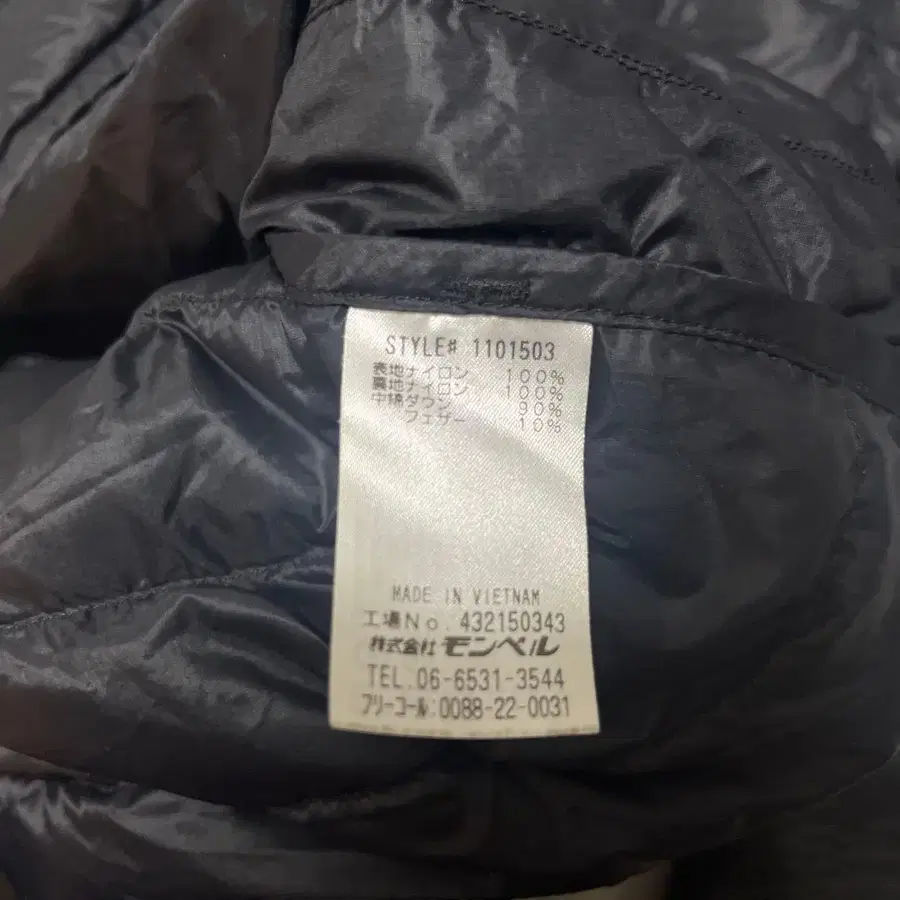 STYLE# 1101503
表地ナイロン 100%
裏地ナイロン 100%
中綿ダウン 90%
フェザー 10%
MADE IN VIETNAM
工場No. 432150343
株式会社 モンベル
TEL.06-6531-3544
フリーコール:0088-22-0031